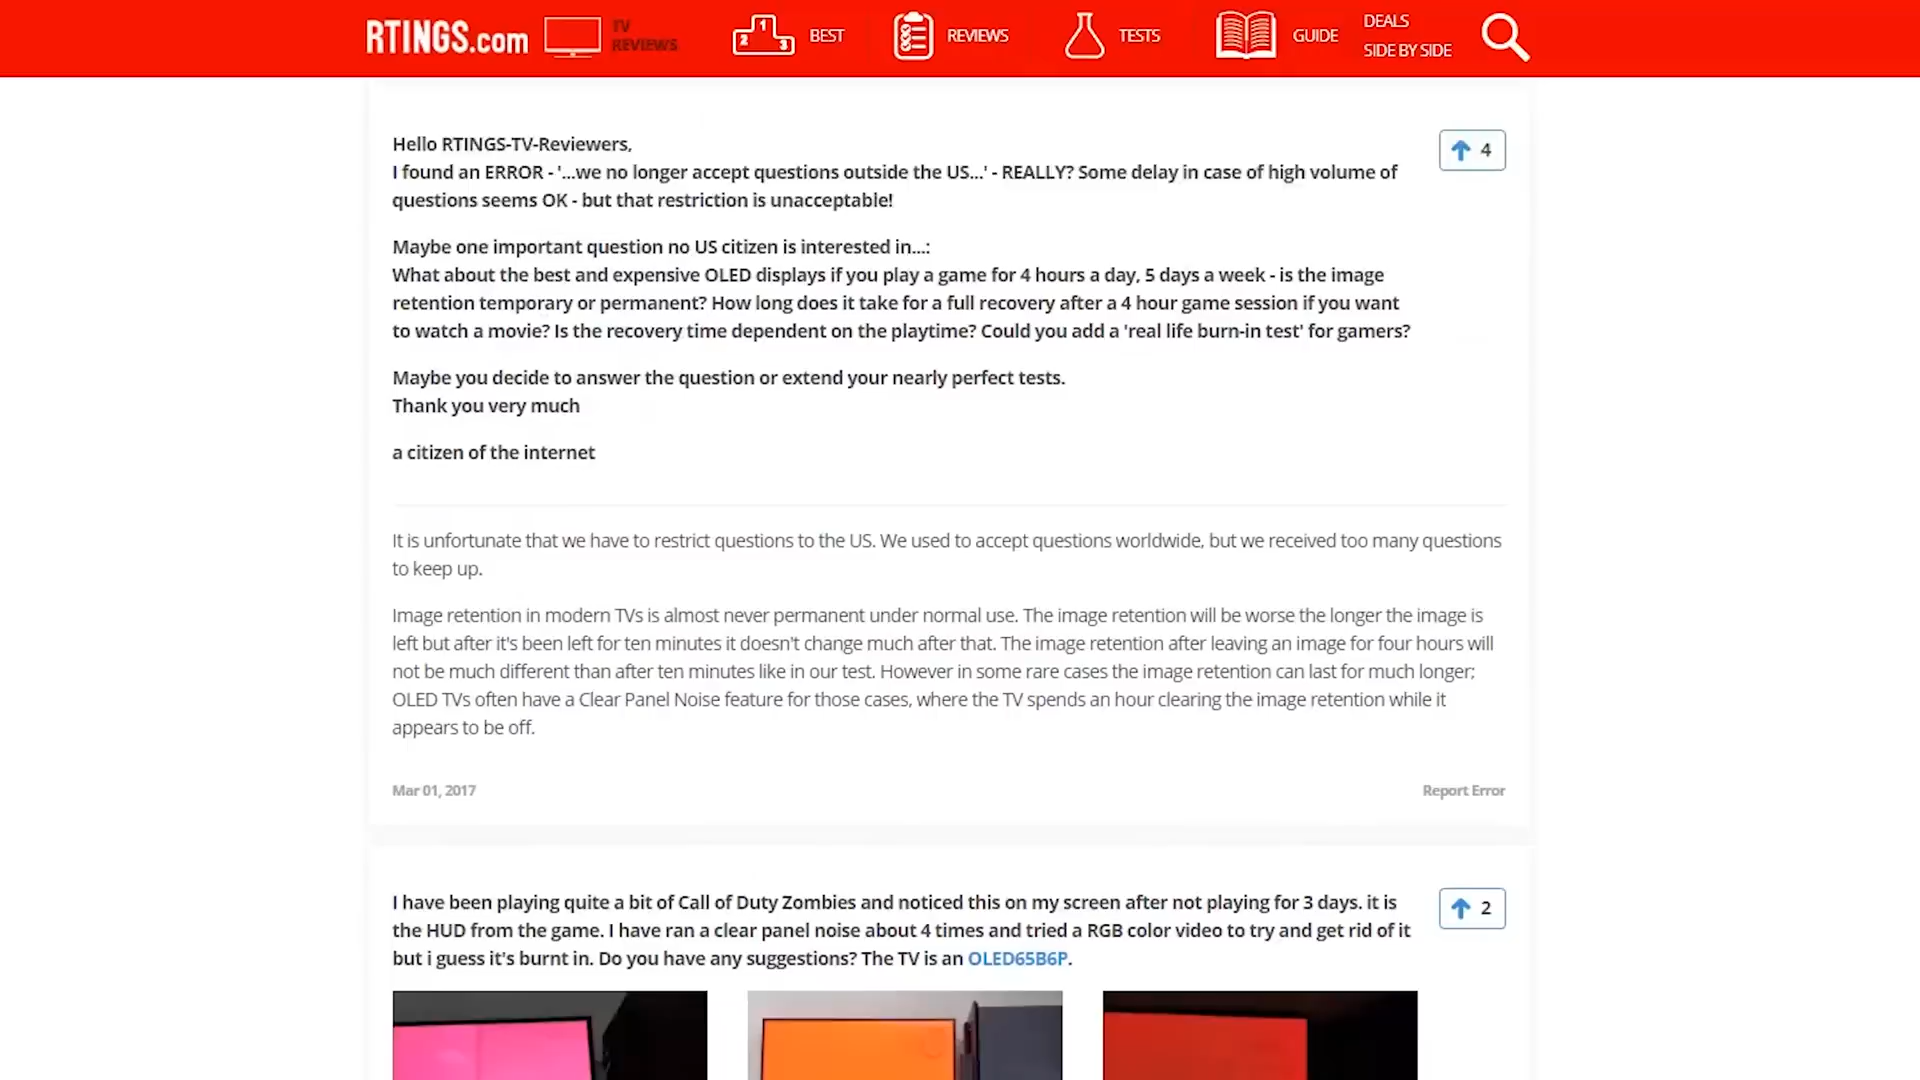 RTINGS.com
TV
REVIEWS
1
2
3
BEST
REVIEWS
TESTS
GUIDE
DEALS
SIDE BY SIDE
Hello RTINGS-TV-Reviewers,
I found an ERROR - '...we no longer accept questions outside the US...' - REALLY? Some delay in case of high volume of
questions seems OK - but that restriction is unacceptable!
4
Maybe one important question no US citizen is interested in...:
What about the best and expensive OLED displays if you play a game for 4 hours a day, 5 days a week - is the image
retention temporary or permanent? How long does it take for a full recovery after a 4 hour game session if you want
to watch a movie? Is the recovery time dependent on the playtime? Could you add a 'real life burn-in test' for gamers?
Maybe you decide to answer the question or extend your nearly perfect tests.
Thank you very much
a citizen of the internet
It is unfortunate that we have to restrict questions to the US. We used to accept questions worldwide, but we received too many questions
to keep up.
Image retention in modern TVs is almost never permanent under normal use. The image retention will be worse the longer the image is
left but after it's been left for ten minutes it doesn't change much after that. The image retention after leaving an image for four hours will
not be much different than after ten minutes like in our test. However in some rare cases the image retention can last for much longer;
OLED TVs often have a Clear Panel Noise feature for those cases, where the TV spends an hour clearing the image retention while it
appears to be off.
Mar 01, 2017
Report Error
I have been playing quite a bit of Call of Duty Zombies and noticed this on my screen after not playing for 3 days. it is
the HUD from the game. I have ran a clear panel noise about 4 times and tried a RGB color video to try and get rid of it
but i guess it's burnt in. Do you have any suggestions? The TV is an OLED65B6P.
2